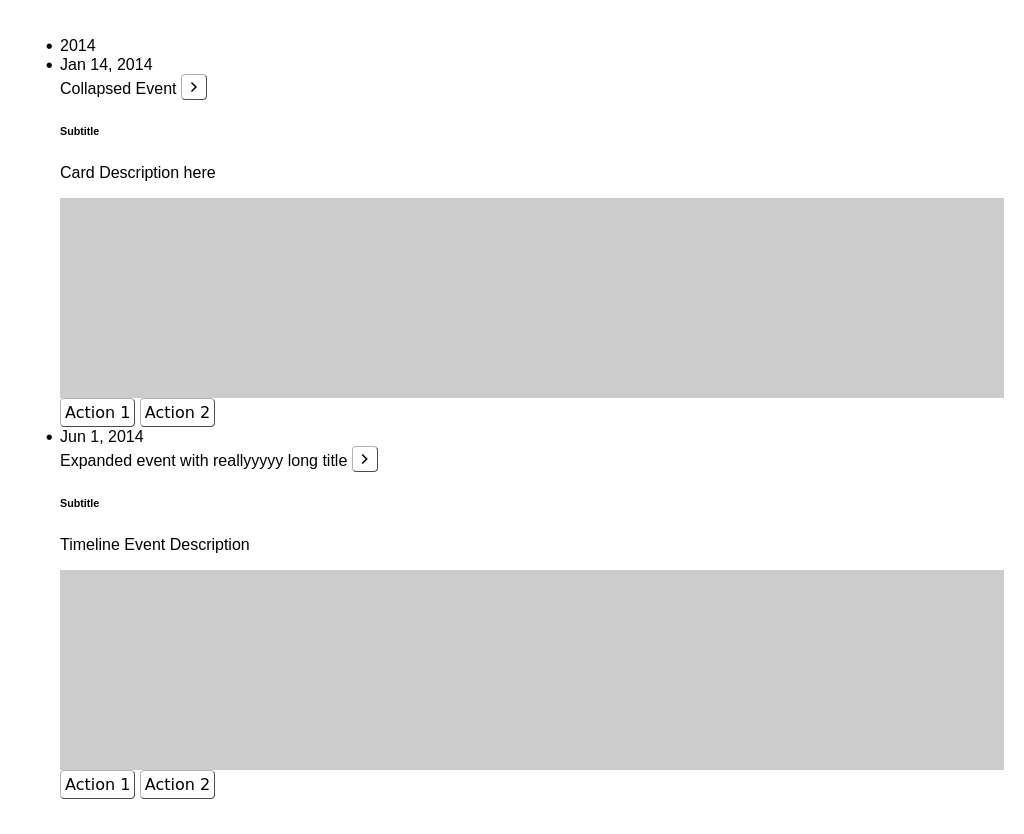 2014
Jan 14, 2014
Collapsed Event
Subtitle
Card Description here
Action 1 Action 2
Jun 1, 2014
Expanded event with reallyyyyy long title
Subtitle
Timeline Event Description
Action 1 Action 2